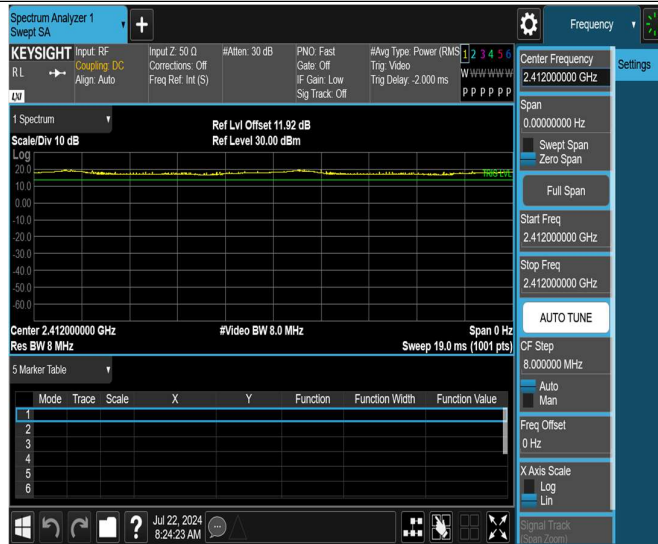 Spectrum Analyzer 1
Swept SA
Frequency
KEYSIGHT
RL
LXI
Input: RF
Coupling: DC
Align: Auto
Input Z: 50 Ω
Corrections: Off
Freq Ref: Int (S)
#Atten: 30 dB
PNO: Fast
Gate: Off
IF Gain: Low
Sig Track: Off
#Avg Type: Power (RMS
Trig: Video
Trig Delay: -2.000 ms
1 2 3 4 5 6
W W W W W W
P P P P P P
Center Frequency
2.412000000 GHz
Settings
Span
0.00000000 Hz
Swept Span
Zero Span
Full Span
Start Freq
2.412000000 GHz
Stop Freq
2.412000000 GHz
AUTO TUNE
CF Step
8.000000 MHz
Auto
Man
Freq Offset
0 Hz
X Axis Scale
Log
Lin
Signal Track
(Span Zoom)
1 Spectrum
Scale/Div 10 dB
Ref Lvl Offset 11.92 dB
Ref Level 30.00 dBm
Log
20.0
10.0
0.00
-10.0
-20.0
-30.0
-40.0
-50.0
-60.0
TRIG LVL
Center 2.412000000 GHz
#Video BW 8.0 MHz
Span 0 Hz
Res BW 8 MHz
Sweep 19.0 ms (1001 pts)
5 Marker Table
Mode Trace Scale X Y Function Function Width Function Value
1
2
3
4
5
6
?
Jul 22, 2024
8:24:23 AM